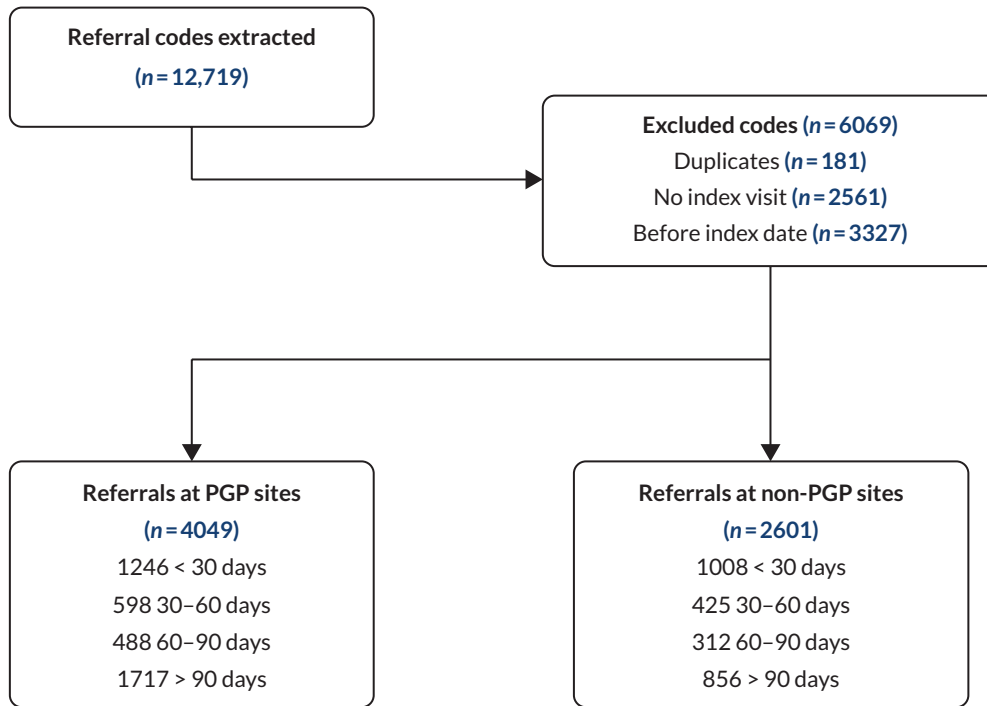 Referral codes extracted
(n = 12,719)
Excluded codes (n = 6069)
Duplicates (n = 181)
No index visit (n = 2561)
Before index date (n = 3327)
Referrals at PGP sites
(n = 4049)
1246 < 30 days
598 30–60 days
488 60–90 days
1717 > 90 days
Referrals at non-PGP sites
(n = 2601)
1008 < 30 days
425 30–60 days
312 60–90 days
856 > 90 days